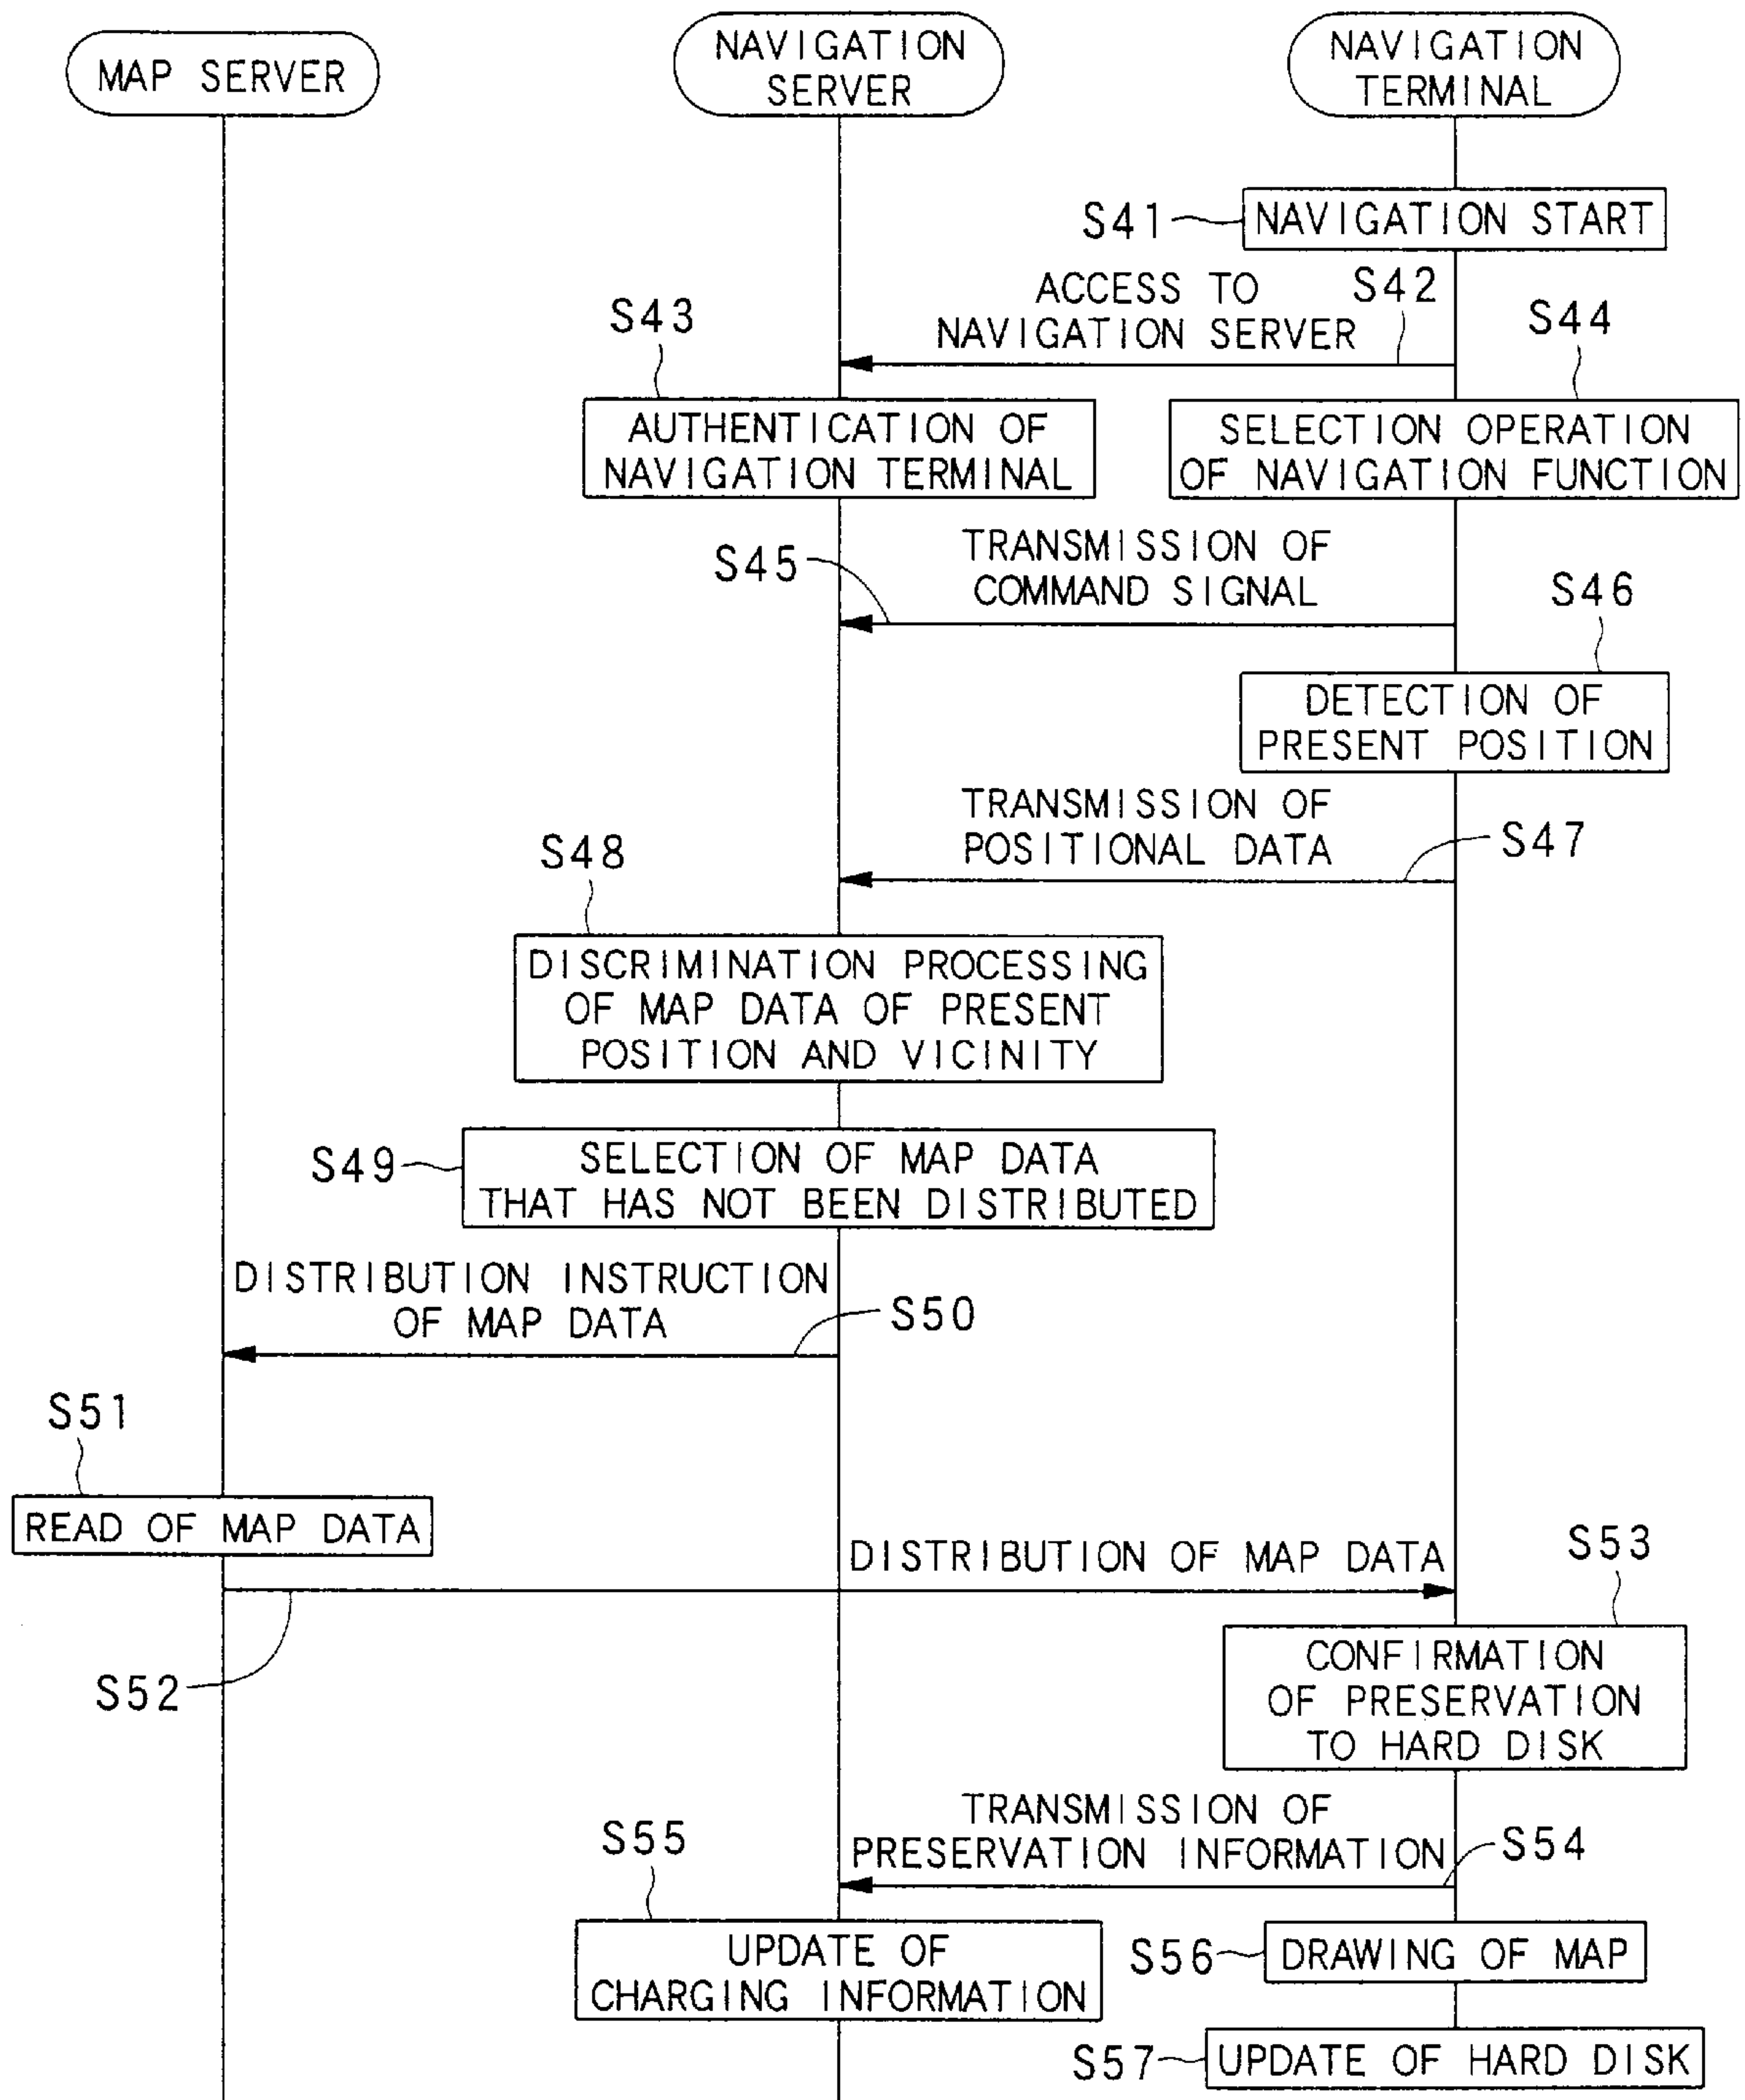 MAP SERVER
NAVIGATION
SERVER
NAVIGATION
TERMINAL
S41
NAVIGATION START
ACCESS TO
NAVIGATION SERVER
S42
S43
S44
AUTHENTICATION OF
NAVIGATION TERMINAL
SELECTION OPERATION
OF NAVIGATION FUNCTION
S45
TRANSMISSION OF
COMMAND SIGNAL
S46
DETECTION OF
PRESENT POSITION
TRANSMISSION OF
POSITIONAL DATA
S47
S48
DISCRIMINATION PROCESSING
OF MAP DATA OF PRESENT
POSITION AND VICINITY
S49
SELECTION OF MAP DATA
THAT HAS NOT BEEN DISTRIBUTED
DISTRIBUTION INSTRUCTION
OF MAP DATA
S50
S51
READ OF MAP DATA
DISTRIBUTION OF MAP DATA
S53
S52
CONFIRMATION
OF PRESERVATION
TO HARD DISK
TRANSMISSION OF
PRESERVATION INFORMATION
S54
S55
UPDATE OF
CHARGING INFORMATION
S56
DRAWING OF MAP
S57
UPDATE OF HARD DISK